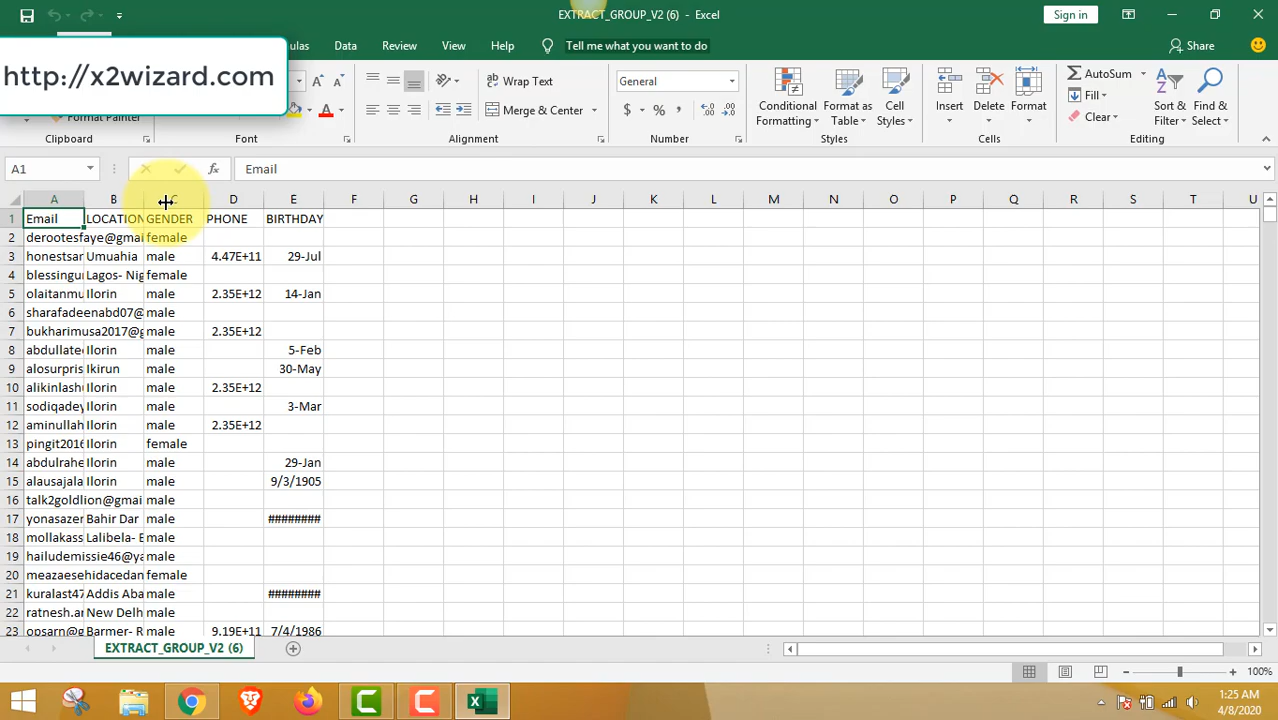 EXTRACT_GROUP_V2 (6) - Excel
Sign in
Data Review View Help Tell me what you want to do Share
http://x2wizard.com
Format Painter
Wrap Text
Merge & Center
General
Conditional Formatting
Format as Table
Cell Styles
Insert
Delete
Format
AutoSum
Fill
Clear
Sort & Filter
Find & Select
Clipboard Font Alignment Number Styles Cells Editing
A1 fx Email
A B C D E F G H I J K L M N O P Q R S T U
1 Email LOCATION GENDER PHONE BIRTHDAY
2 derootesfaye@gmai female
3 honestsar Umuahia male 4.47E+11 29-Jul
4 blessingu Lagos- Nig female
5 olaitanmu Ilorin male 2.35E+12 14-Jan
6 sharafadeenabd07@ male
7 bukharimusa2017@g male 2.35E+12
8 abdullatee Ilorin male 5-Feb
9 alosurpris Ikirun male 30-May
10 alikinlash Ilorin male 2.35E+12
11 sodiqadey Ilorin male 3-Mar
12 aminullah Ilorin male 2.35E+12
13 pingit2016 Ilorin female
14 abdulrahe Ilorin male 29-Jan
15 alausajala Ilorin male 9/3/1905
16 talk2goldlion@gmai male
17 yonasazer Bahir Dar male ########
18 mollakass Lalibela- E male
19 hailudemissie46@ya male
20 meazaesehidacedan female
21 kuralast47 Addis Aba male ########
22 ratnesh.ar New Delh male
23 opsarn@g Barmer- R male 9.19E+11 7/4/1986
EXTRACT_GROUP_V2 (6)
100%
1:25 AM
4/8/2020